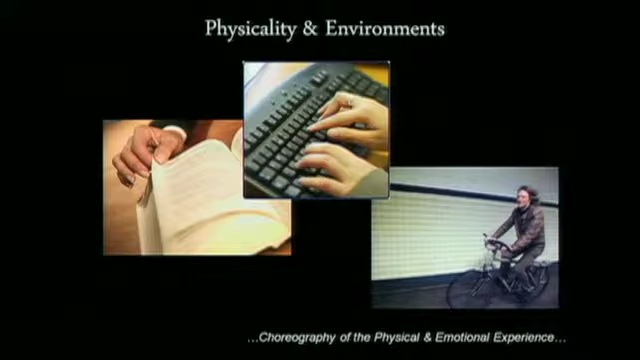 Physicality & Environments
...Choreography of the Physical & Emotional Experience...